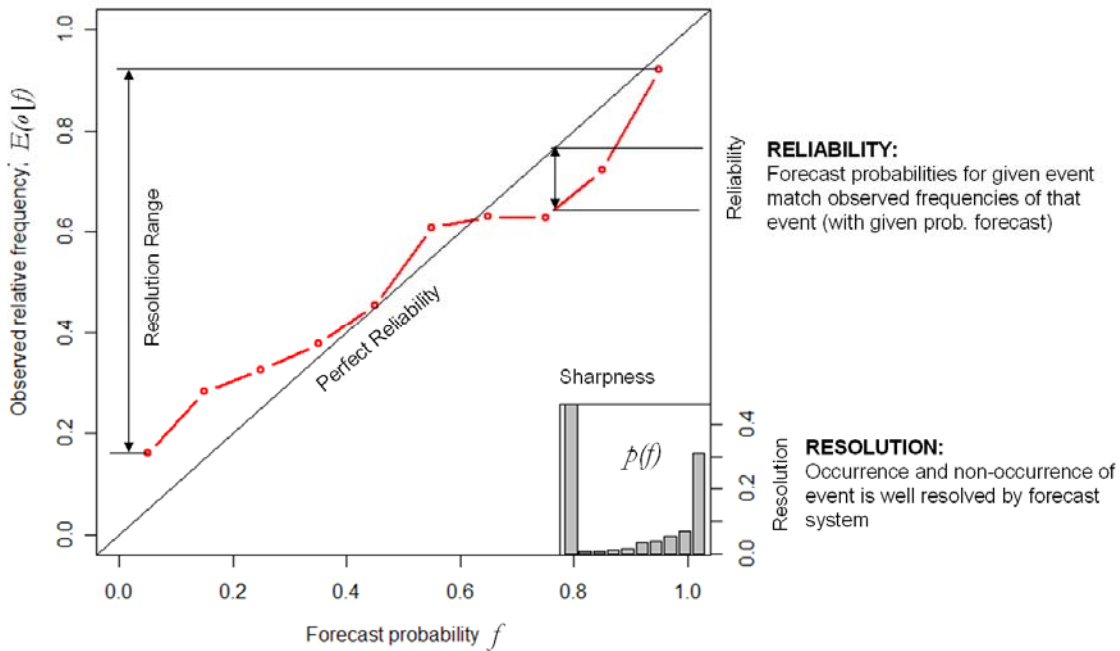 Observed relative frequency; E(o|f)
1.0
0.8
0.6
0.4
0.2
0.0
Resolution Range
Perfect Reliability
Reliability
RELIABILITY:
Forecast probabilities for given event
match observed frequencies of that
event (with given prob. forecast)
Sharpness
p(f)
0.4
0.2
0.0
Resolution
RESOLUTION:
Occurrence and non-occurrence of
event is well resolved by forecast
system
0.0 0.2 0.4 0.6 0.8 1.0
Forecast probability f